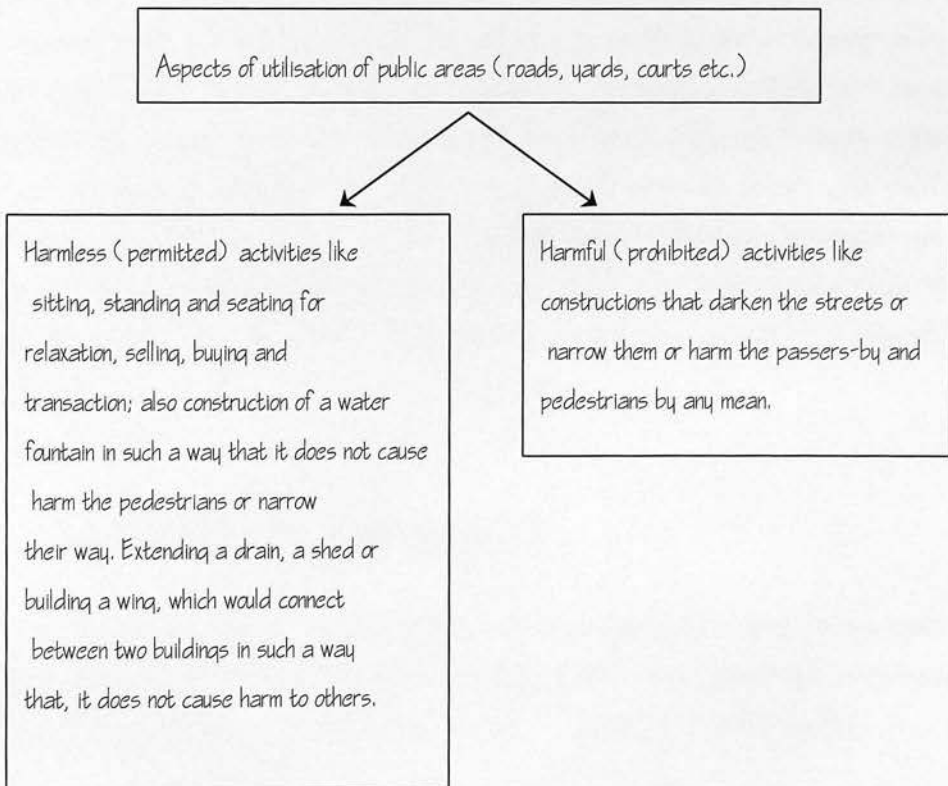 Aspects of utilisation of public areas (roads, yards, courts etc.)
Harmless (permitted) activities like
sitting, standing and seating for
relaxation, selling, buying and
transaction; also construction of a water
fountain in such a way that it does not cause
harm the pedestrians or narrow
their way. Extending a drain, a shed or
building a wing, which would connect
between two buildings in such a way
that, it does not cause harm to others.
Harmful (prohibited) activities like
constructions that darken the streets or
narrow them or harm the passers-by and
pedestrians by any mean.